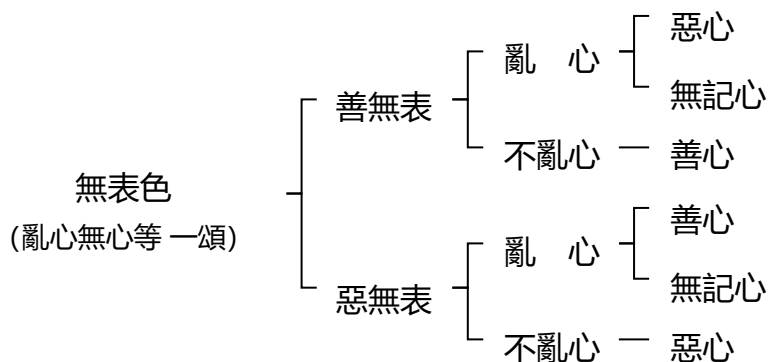 無表色
(亂心無心等 一頌)
善無表
亂　心
惡心
無記心
不亂心
善心
惡無表
亂　心
善心
無記心
不亂心
惡心